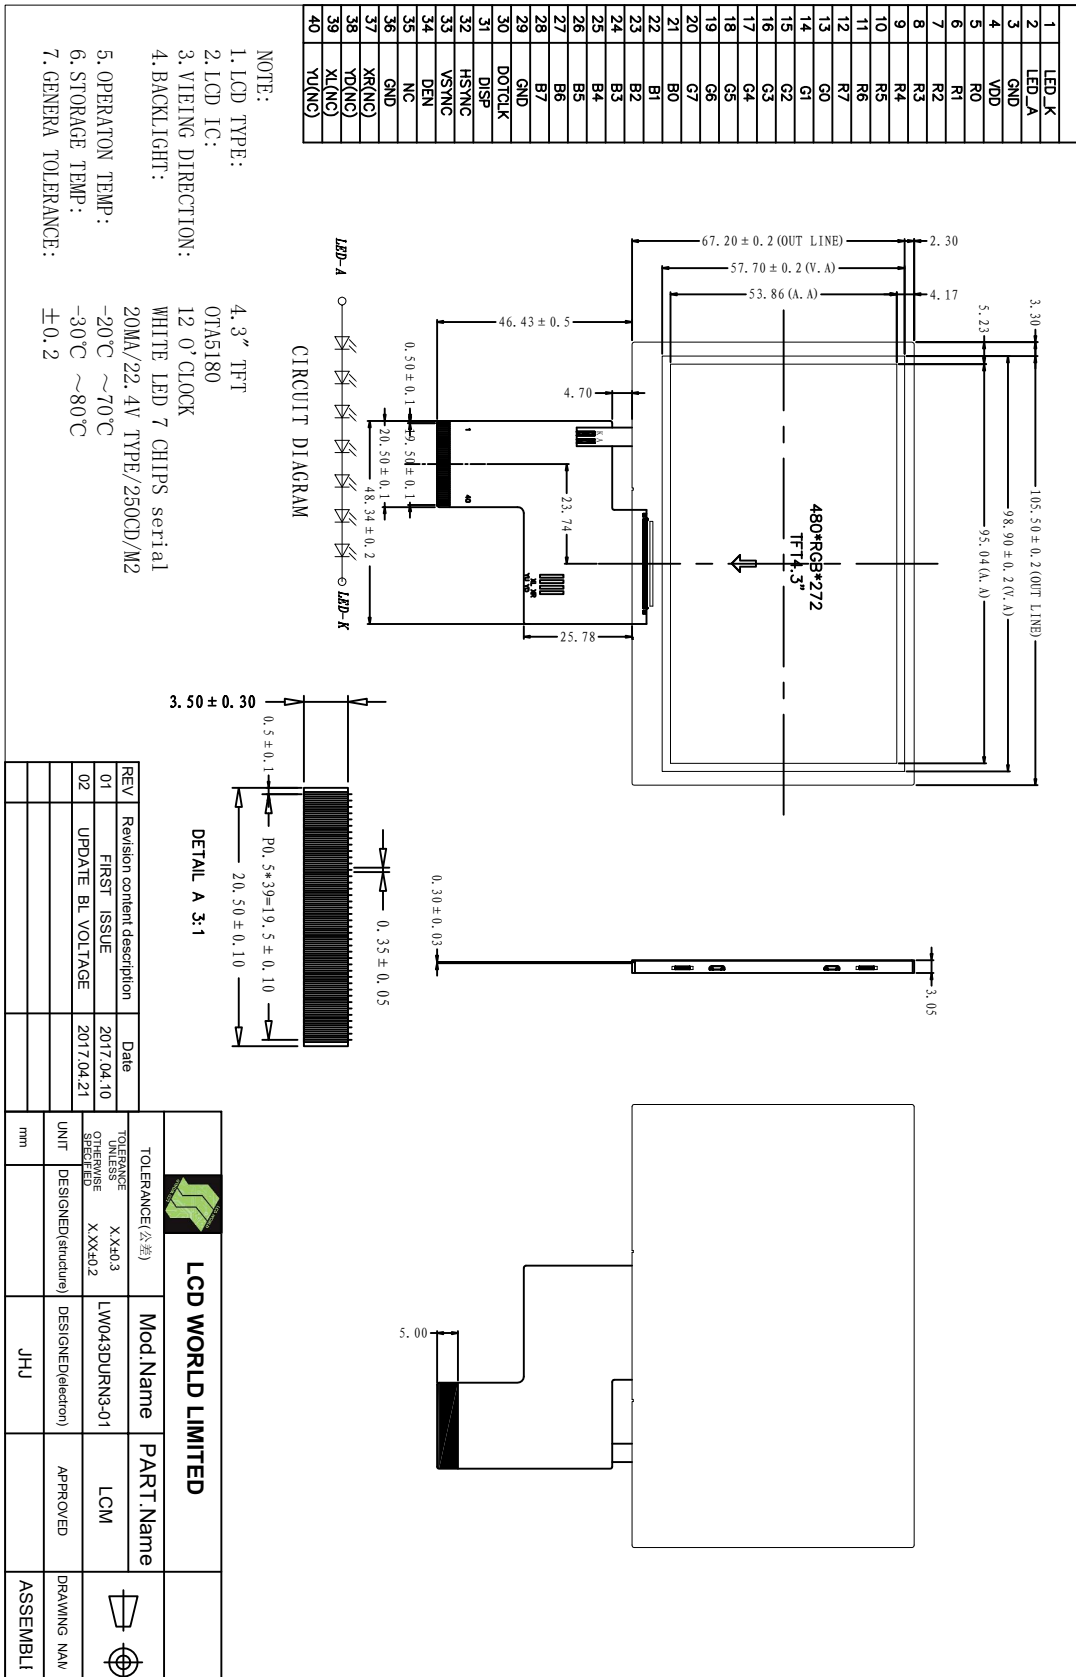 1 LED_K
2 LED_A
3 GND
4 VDD
5 R0
6 R1
7 R2
8 R3
9 R4
10 R5
11 R6
12 R7
13 G0
14 G1
15 G2
16 G3
17 G4
18 G5
19 G6
20 G7
21 B0
22 B1
23 B2
24 B3
25 B4
26 B5
27 B6
28 B7
29 GND
30 DOTCLK
31 DISP
32 HSYNC
33 VSYNC
34 DEN
35 NC
36 GND
37 XR(NC)
38 YD(NC)
39 XL(NC)
40 YU(NC)
3.30
105.50±0.2(OUT LINE)
98.90±0.2(V.A)
5.23
95.04(A.A)
2.30
4.17
67.20±0.2(OUT LINE)
57.70±0.2(V.A)
53.86(A.A)
480*RGB*272
TFT4.3"
46.43±0.5
4.70
23.74
25.78
0.50±0.1
19.50±0.1
20.50±0.1
48.34±0.2
1
40
K A
XL XR
YU YD
3.05
0.30±0.03
5.00
LED-A
LED-K
CIRCUIT DIAGRAM
3.50±0.30
0.5±0.1
P0.5*39=19.5±0.10
20.50±0.10
0.35±0.05
DETAIL A 3:1
NOTE:
1.LCD TYPE: 4.3" TFT
2.LCD IC: OTA5180
3.VIEING DIRECTION: 12 O'CLOCK
4.BACKLIGHT: WHITE LED 7 CHIPS serial
20MA/22.4V TYPE/250CD/M2
5.OPERATON TEMP: -20℃ ~70℃
6.STORAGE TEMP: -30℃ ~80℃
7.GENERA TOLERANCE: ±0.2
REV Revision content description Date
01 FIRST ISSUE 2017.04.10
02 UPDATE BL VOLTAGE 2017.04.21
LCD WORLD LIMITED
TOLERANCE(公差) Mod.Name PART.Name
TOLERANCE
UNLESS
OTHERWISE
SPECIFIED
X.X±0.3
X.XX±0.2
LW043DURN3-01 LCM
UNIT DESIGNED(structure) DESIGNED(electron) APPROVED DRAWING NAM
mm JHJ ASSEMBLI